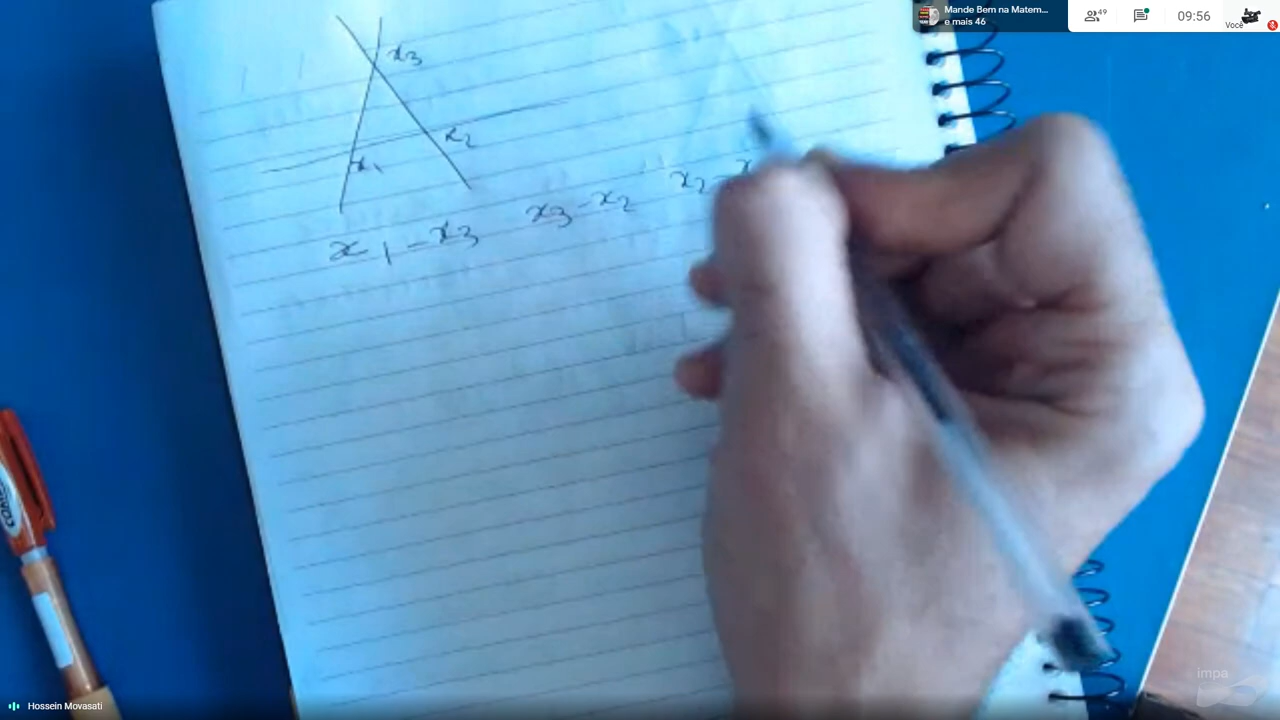 Mande Bem na Matem...
e mais 46
49
09:56
Você
x3
x2
x1
x1 - x3 x3 - x2 x2 -
impa
Hossein Movasati